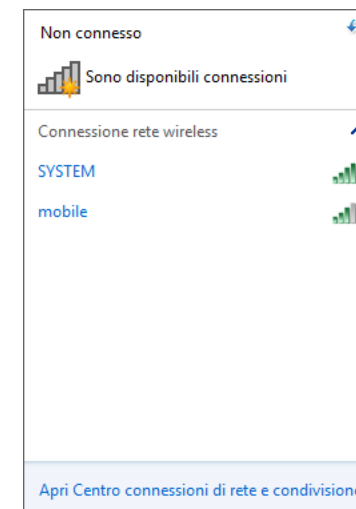 Non connesso
Sono disponibili connessioni
Connessione rete wireless
SYSTEM
mobile
Apri Centro connessioni di rete e condivisione